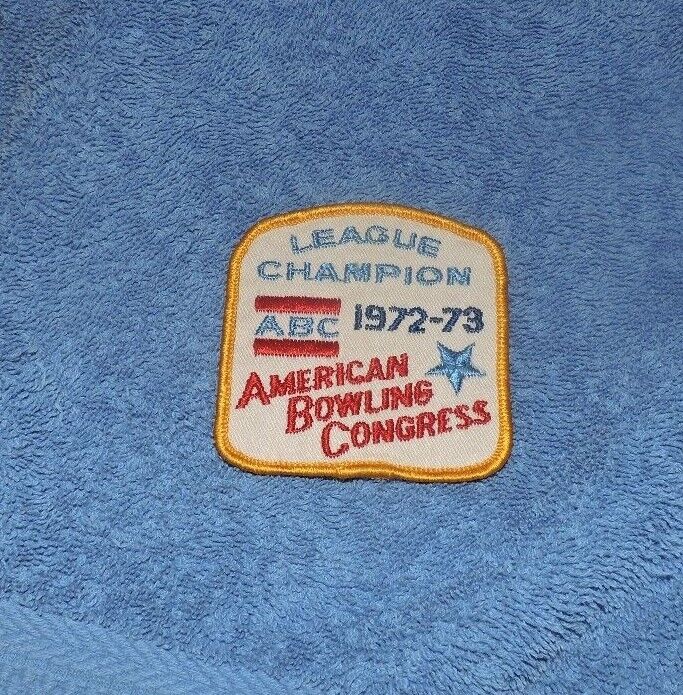 LEAGUE
CHAMPION
ABC 1972-73
AMERICAN
BOWLING
CONGRESS